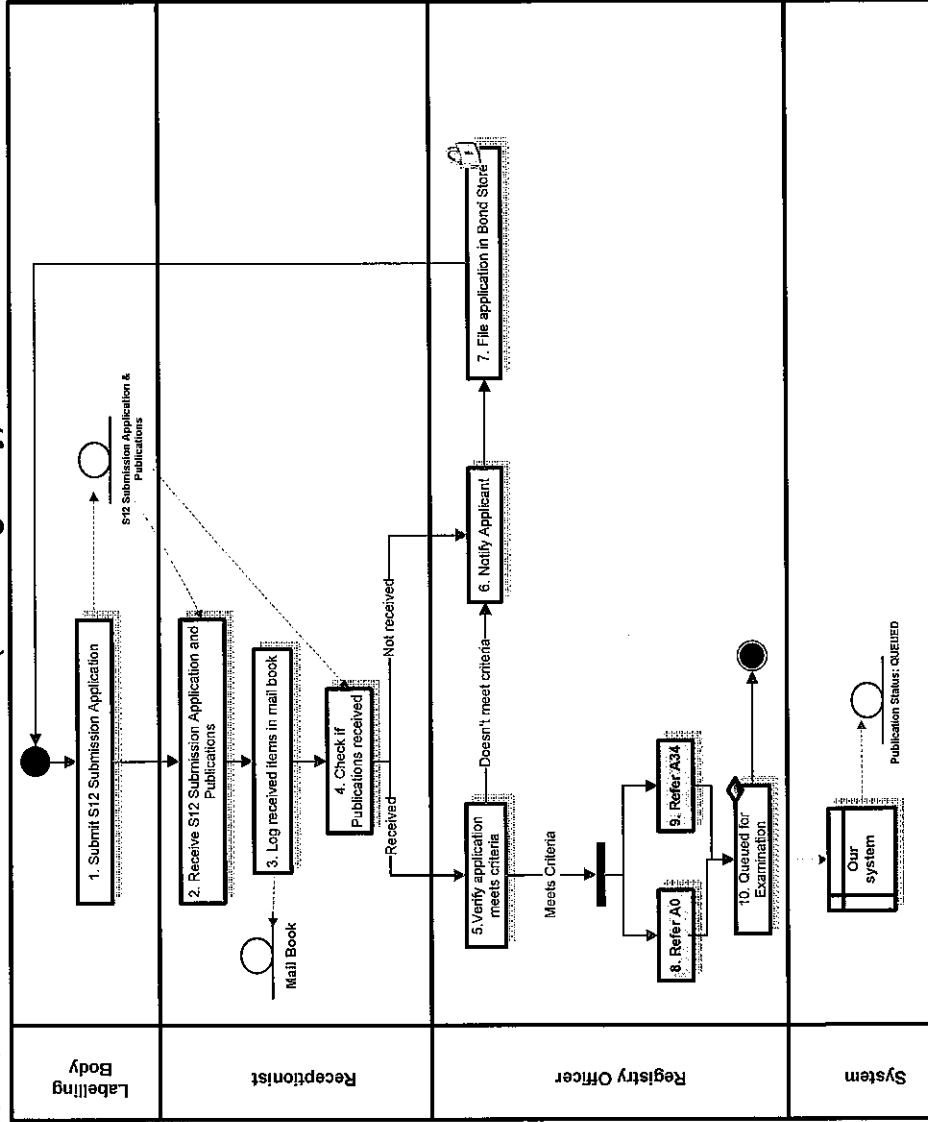 Labelling
Body
Receptionist
Registry Officer
System
1. Submit S12 Submission Application
S12 Submission Application &
Publications
2. Receive S12 Submission Application and
Publications
3. Log received items in mail book
Mail Book
4. Check if
Publications received
Received
Not received
5.Verify application
meets criteria
Doesn't meet criteria
6. Notify Applicant
7. File application in Bond Store
Meets Criteria
8. Refer A0
9. Refer A34
10. Queued for
Examination
Our
system
Publication Status: QUEUED